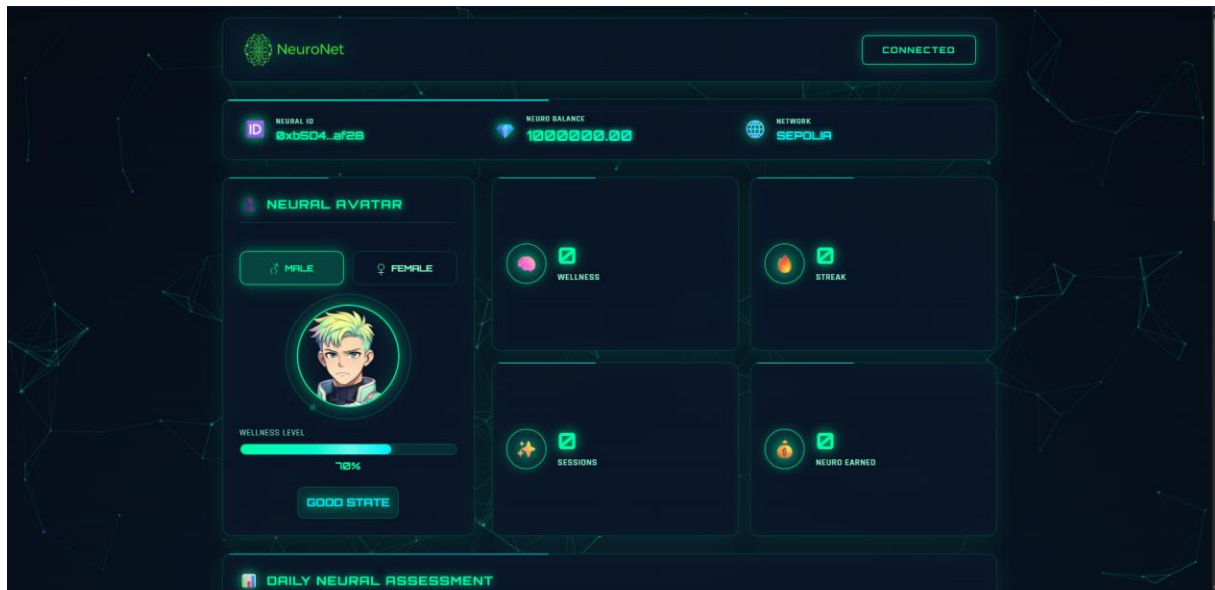 NeuroNet
CONNECTED
ID
NEURAL ID
0xb5D4...af28
NEURO BALANCE
1000000.00
NETWORK
SEPOLIA
NEURAL AVATAR
♂ MALE
♀ FEMALE
WELLNESS LEVEL
70%
GOOD STATE
0
WELLNESS
0
STREAK
0
SESSIONS
0
NEURO EARNED
DAILY NEURAL ASSESSMENT